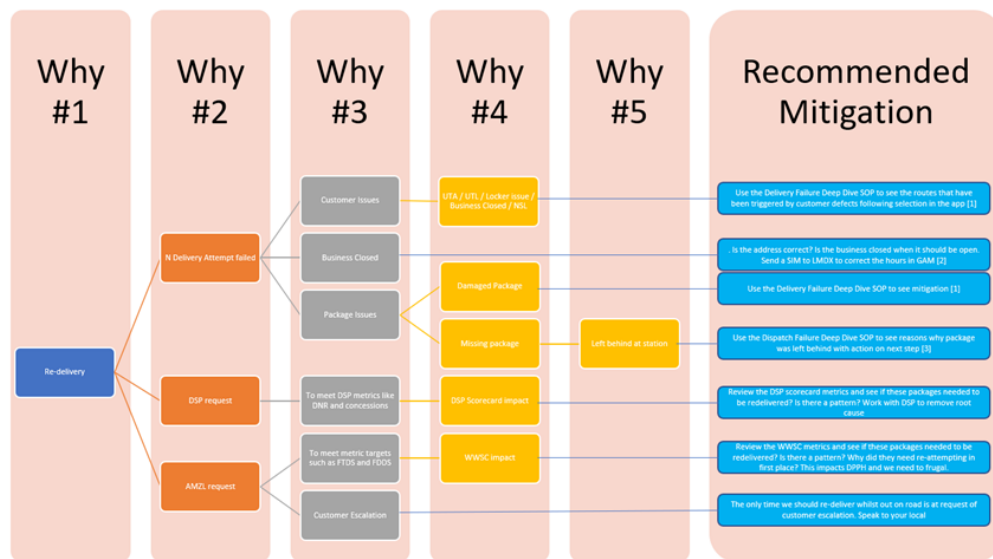 Why
#1
Why
#2
Why
#3
Why
#4
Why
#5
Recommended
Mitigation
Re-delivery
N Delivery Attempt failed
DSP request
AMZL request
Customer Issues
Business Closed
Package Issues
To meet DSP metrics like
DNR and concessions
To meet metric targets
such as FTDS and FDDS
Customer Escalation
UTA / UTL / Locker issue /
Business Closed / NSL
Damaged Package
Missing package
DSP Scorecard impact
WWSC impact
Left behind at station
Use the Delivery Failure Deep Dive SOP to see the routes that have
been triggered by customer defects following selection in the app [1]
. Is the address correct? Is the business closed when it should be open.
Send a SIM to LMDX to correct the hours in GAM [2]
Use the Delivery Failure Deep Dive SOP to see mitigation [1]
Use the Dispatch Failure Deep Dive SOP to see reasons why package
was left behind with action on next step [3]
Review the DSP scorecard metrics and see if these packages needed to
be redelivered? Is there a pattern? Work with DSP to remove root
cause
Review the WWSC metrics and see if these packages needed to be
redelivered? Is there a pattern? Why did they need re-attempting in
first place? This impacts DPPH and we need to frugal.
The only time we should re-deliver whilst out on road is at request of
customer escalation. Speak to your local